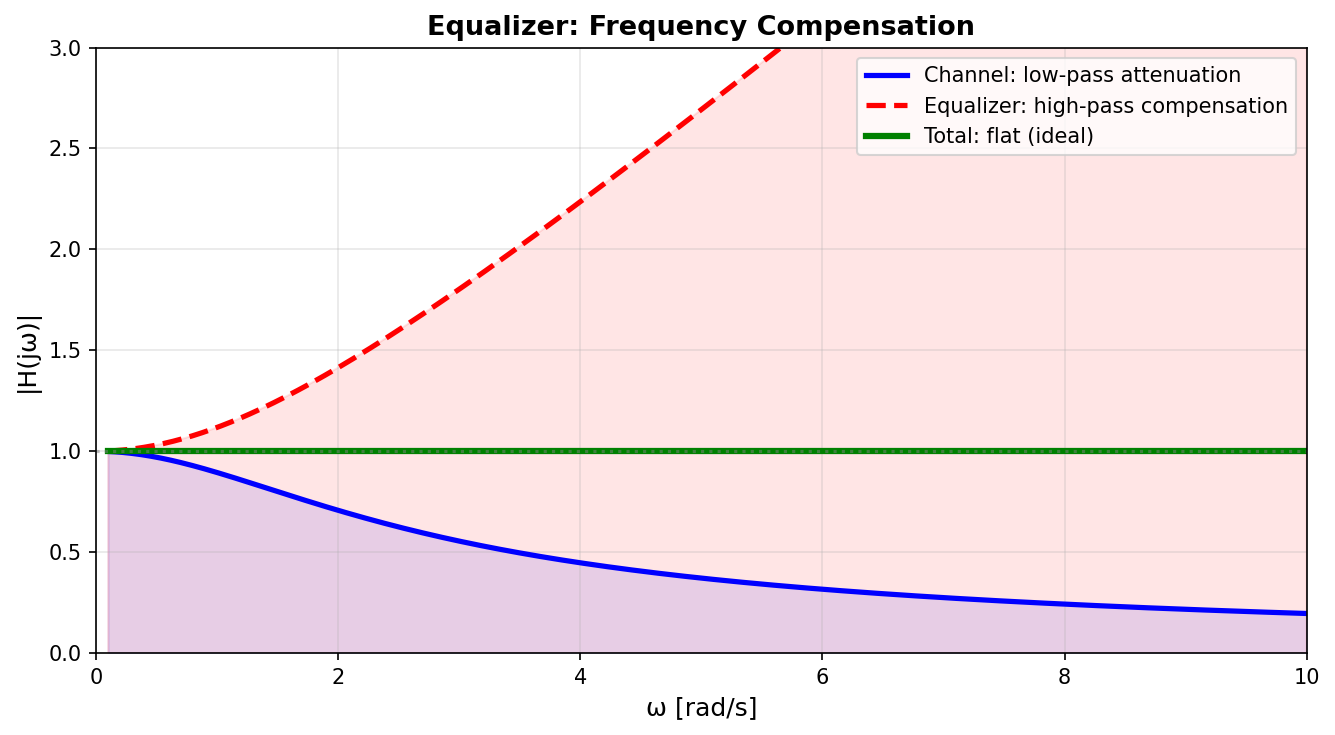 Equalizer: Frequency Compensation
3.0
2.5
2.0
1.5
1.0
0.5
0.0
|H(jω)|
Channel: low-pass attenuation
Equalizer: high-pass compensation
Total: flat (ideal)
0 2 4 6 8 10
ω [rad/s]